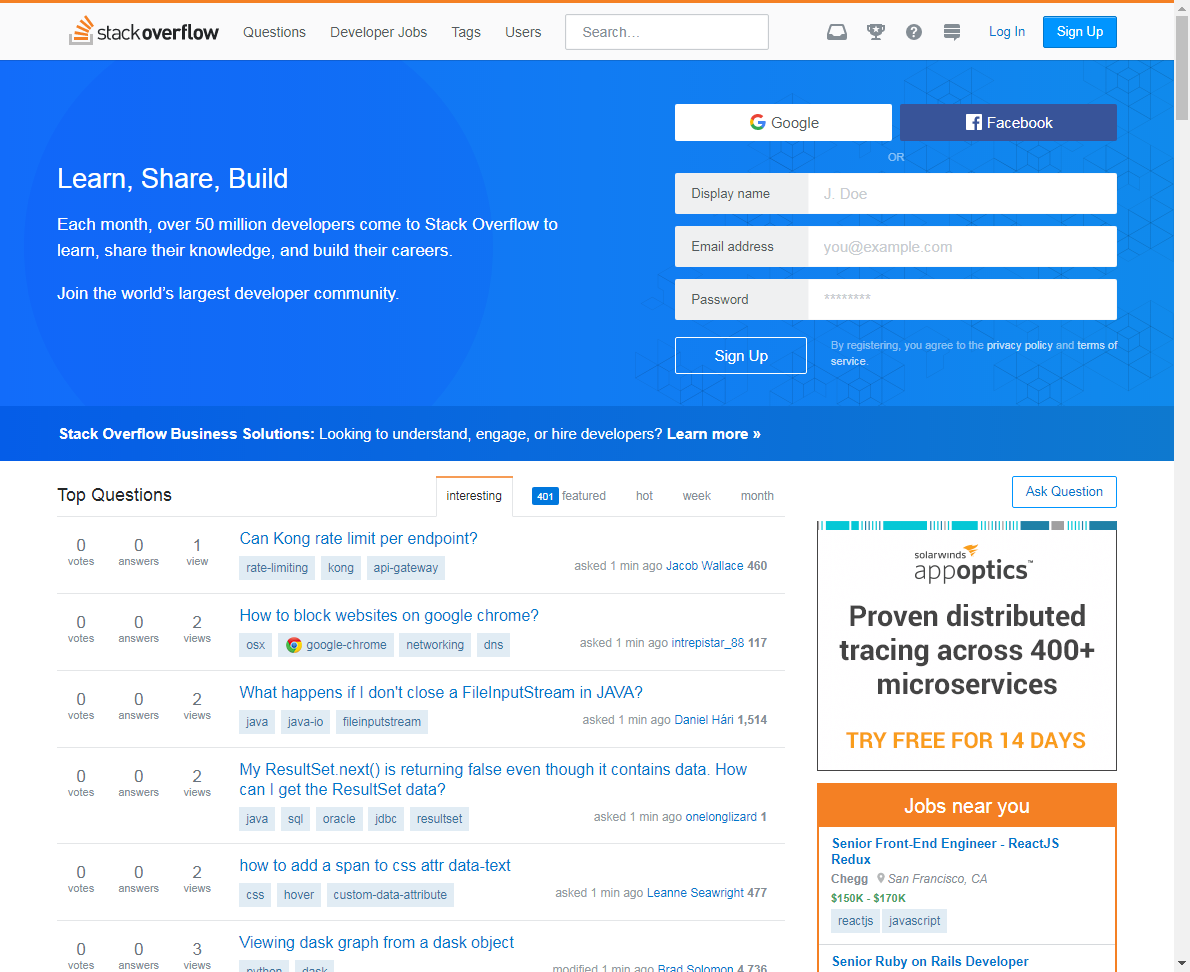 stackoverflow Questions Developer Jobs Tags Users Search... Log In Sign Up
Google Facebook
OR
Learn, Share, Build
Each month, over 50 million developers come to Stack Overflow to
learn, share their knowledge, and build their careers.
Join the world's largest developer community.
Display name J. Doe
Email address you@example.com
Password ********
Sign Up
By registering, you agree to the privacy policy and terms of
service.
Stack Overflow Business Solutions: Looking to understand, engage, or hire developers? Learn more »
Top Questions
interesting 401 featured hot week month
0 votes 0 answers 1 view
Can Kong rate limit per endpoint?
rate-limiting kong api-gateway
asked 1 min ago Jacob Wallace 460
0 votes 0 answers 2 views
How to block websites on google chrome?
osx google-chrome networking dns
asked 1 min ago intrepistar_88 117
0 votes 0 answers 2 views
What happens if I don't close a FileInputStream in JAVA?
java java-io fileinputstream
asked 1 min ago Daniel Hári 1,514
0 votes 0 answers 2 views
My ResultSet.next() is returning false even though it contains data. How
can I get the ResultSet data?
java sql oracle jdbc resultset
asked 1 min ago onelonglizard 1
0 votes 0 answers 2 views
how to add a span to css attr data-text
css hover custom-data-attribute
asked 1 min ago Leanne Seawright 477
0 votes 0 answers 3 views
Viewing dask graph from a dask object
python dask
modified 1 min ago Brad Solomon 4,736
Ask Question
solarwinds
appoptics™
Proven distributed
tracing across 400+
microservices
TRY FREE FOR 14 DAYS
Jobs near you
Senior Front-End Engineer - ReactJS
Redux
Chegg San Francisco, CA
$150K - $170K
reactjs javascript
Senior Ruby on Rails Developer